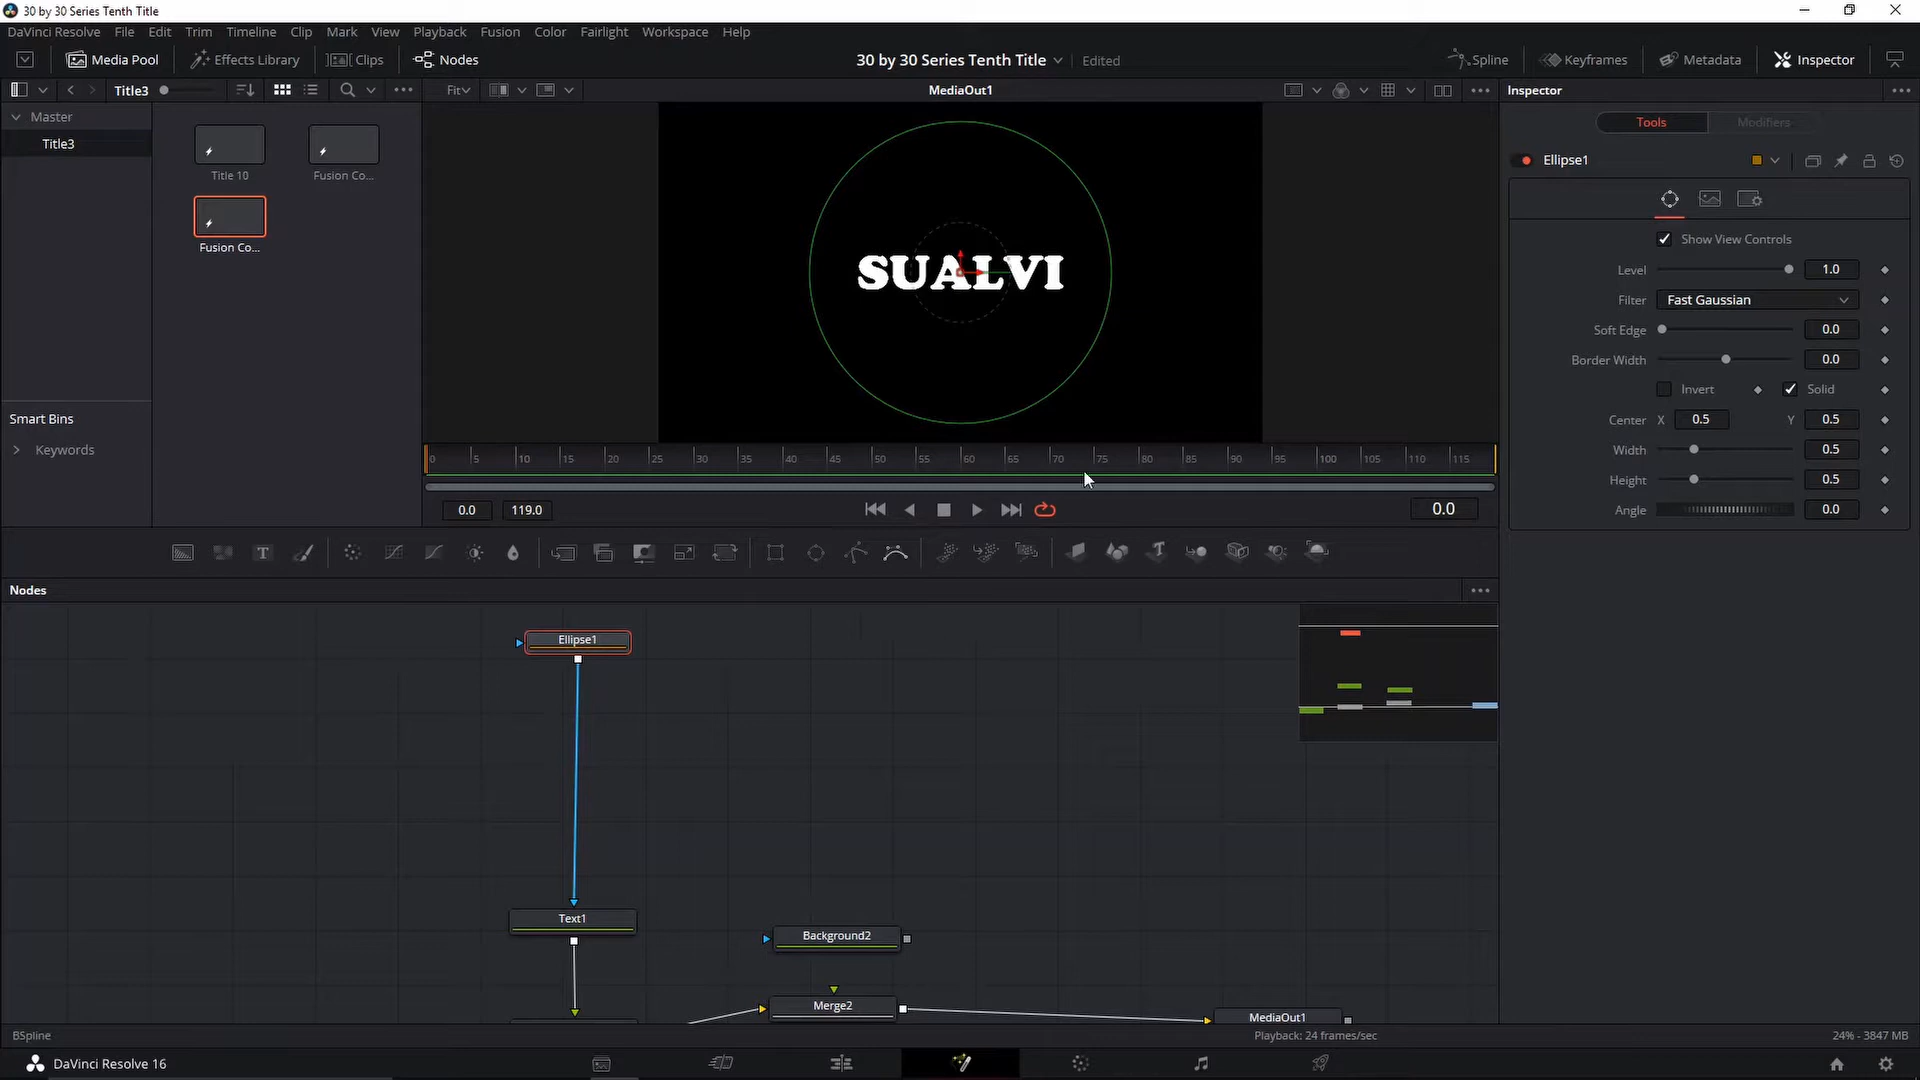 30 by 30 Series Tenth Title
DaVinci Resolve File Edit Trim Timeline Clip Mark View Playback Fusion Color Fairlight Workspace Help
Media Pool Effects Library Clips Nodes 30 by 30 Series Tenth Title Edited Spline Keyframes Metadata Inspector
Title3 Fit MediaOut1 Inspector
Master
Title3
Title 10
Fusion Co...
Fusion Co...
Smart Bins
Keywords
SUALVI
0 5 10 15 20 25 30 35 40 45 50 55 60 65 70 75 80 85 90 95 100 105 110 115
0.0 119.0 0.0
Tools Modifiers
Ellipse1
Show View Controls
Level 1.0
Filter Fast Gaussian
Soft Edge 0.0
Border Width 0.0
Invert Solid
Center X 0.5 Y 0.5
Width 0.5
Height 0.5
Angle 0.0
T
T
Nodes
Ellipse1
Text1
Background2
Merge2
MediaOut1
BSpline Playback: 24 frames/sec 24% - 3847 MB
DaVinci Resolve 16